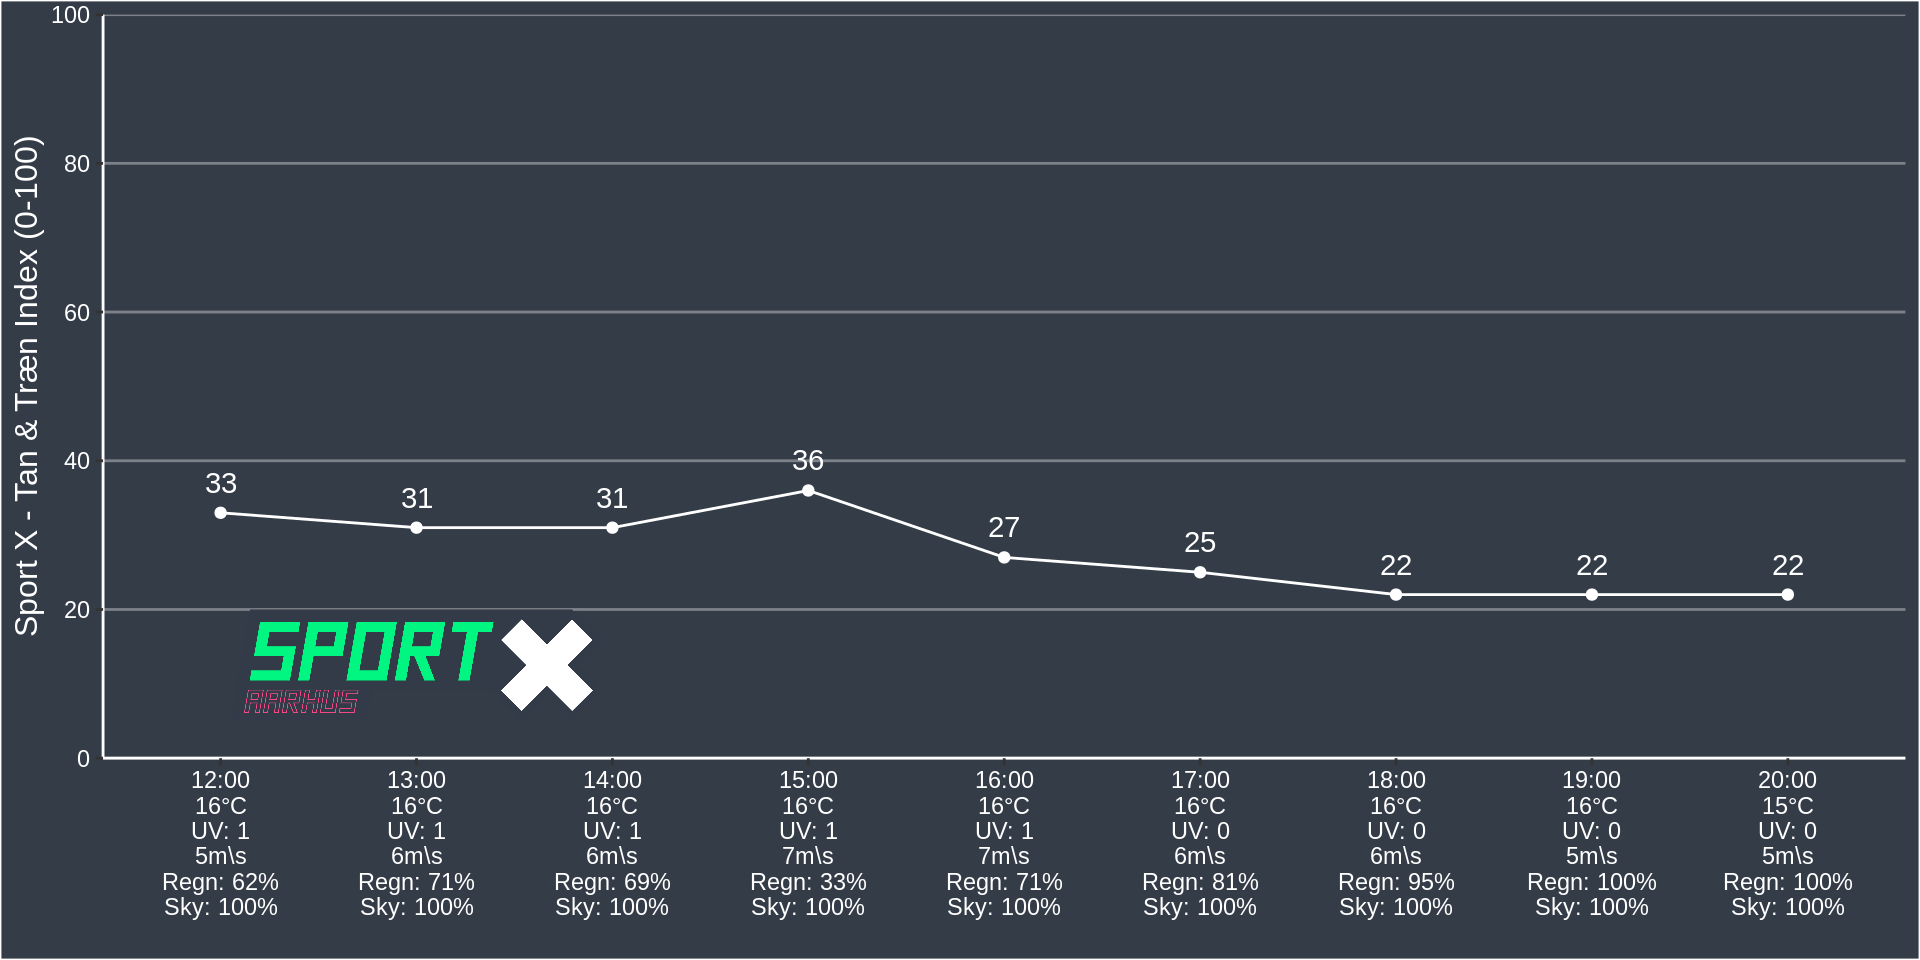 Sport X - Tan & Træn Index (0-100)
100
80
60
40
20
0
33
31
31
36
27
25
22
22
22
SPORT X
AARHUS
12:00 13:00 14:00 15:00 16:00 17:00 18:00 19:00 20:00
16°C 16°C 16°C 16°C 16°C 16°C 16°C 16°C 15°C
UV: 1 UV: 1 UV: 1 UV: 1 UV: 1 UV: 0 UV: 0 UV: 0 UV: 0
5m\s 6m\s 6m\s 7m\s 7m\s 6m\s 6m\s 5m\s 5m\s
Regn: 62% Regn: 71% Regn: 69% Regn: 33% Regn: 71% Regn: 81% Regn: 95% Regn: 100% Regn: 100%
Sky: 100% Sky: 100% Sky: 100% Sky: 100% Sky: 100% Sky: 100% Sky: 100% Sky: 100% Sky: 100%